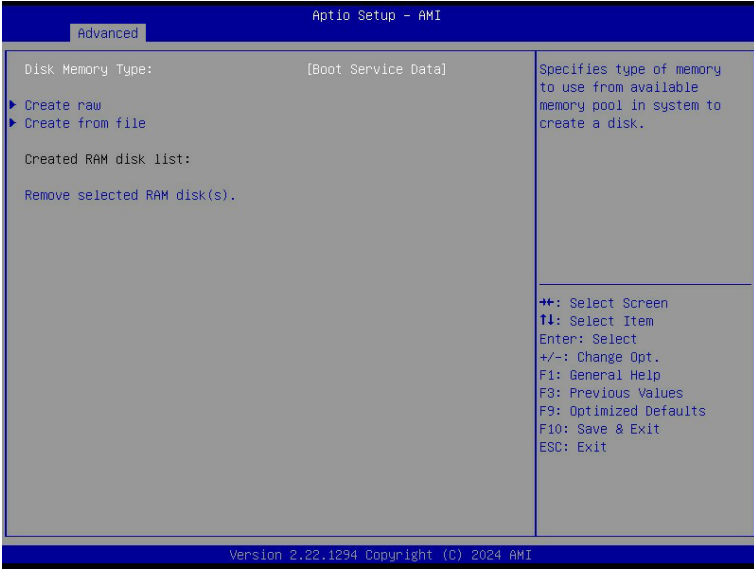 Aptio Setup – AMI
Advanced
Disk Memory Type: [Boot Service Data]
Create raw
Create from file
Created RAM disk list:
Remove selected RAM disk(s).
Specifies type of memory
to use from available
memory pool in system to
create a disk.
→←: Select Screen
↑↓: Select Item
Enter: Select
+/-: Change Opt.
F1: General Help
F3: Previous Values
F9: Optimized Defaults
F10: Save & Exit
ESC: Exit
Version 2.22.1294 Copyright (C) 2024 AMI